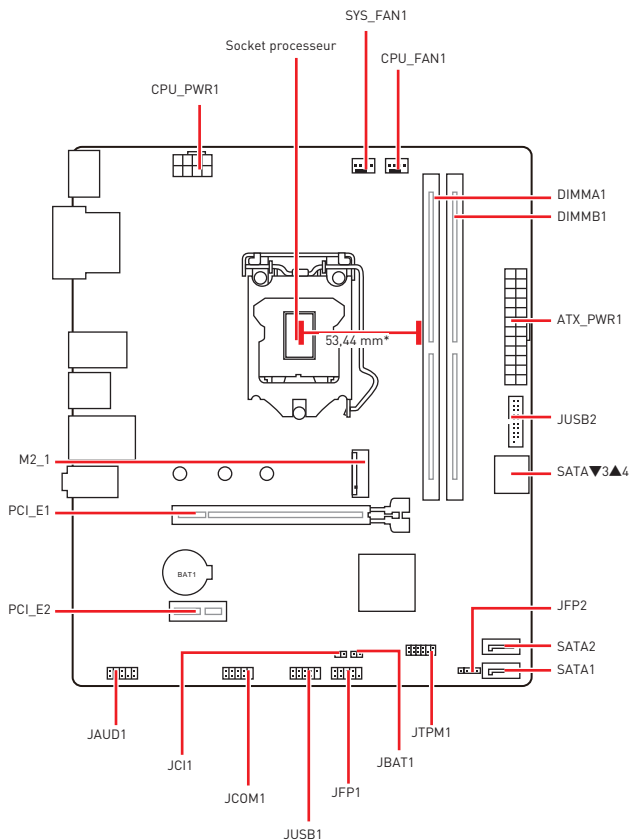 SYS_FAN1
Socket processeur
CPU_FAN1
CPU_PWR1
DIMMA1
DIMMB1
ATX_PWR1
53,44 mm*
JUSB2
M2_1
SATA▼3▲4
PCI_E1
BAT1
PCI_E2
JFP2
SATA2
SATA1
JAUD1
JTPM1
JBAT1
JCI1
JFP1
JCOM1
JUSB1